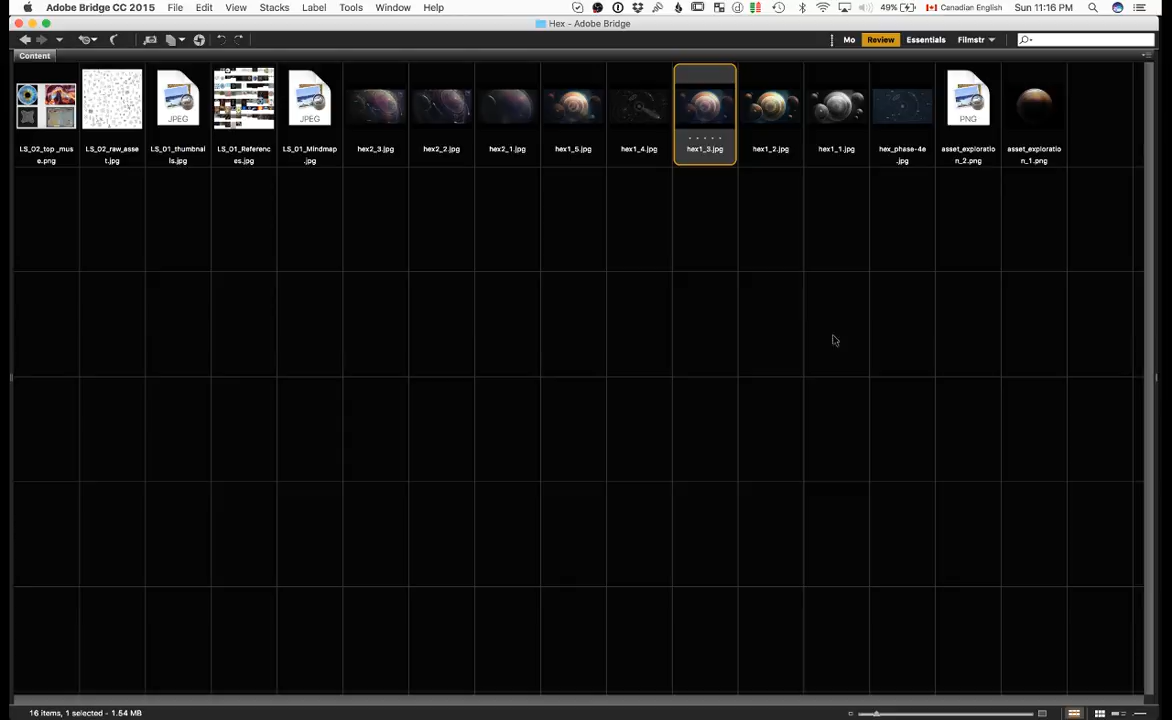 Adobe Bridge CC 2015 File Edit View Stacks Label Tools Window Help 49% Canadian English Sun 11:16 PM
Hex - Adobe Bridge
Mo Review Essentials Filmstr
Content
JPEG JPEG PNG
LS_02_top_mus LS_02_raw_asse LS_01_thumbnai LS_01_Referenc LS_01_Mindmap hex2_3.jpg hex2_2.jpg hex2_1.jpg hex1_5.jpg hex1_4.jpg hex1_3.jpg hex1_2.jpg hex1_1.jpg hex_phase-4e asset_exploratio asset_exploratio
e.png t.jpg ls.jpg es.jpg .jpg .jpg n_2.png n_1.png
16 items, 1 selected - 1.54 MB